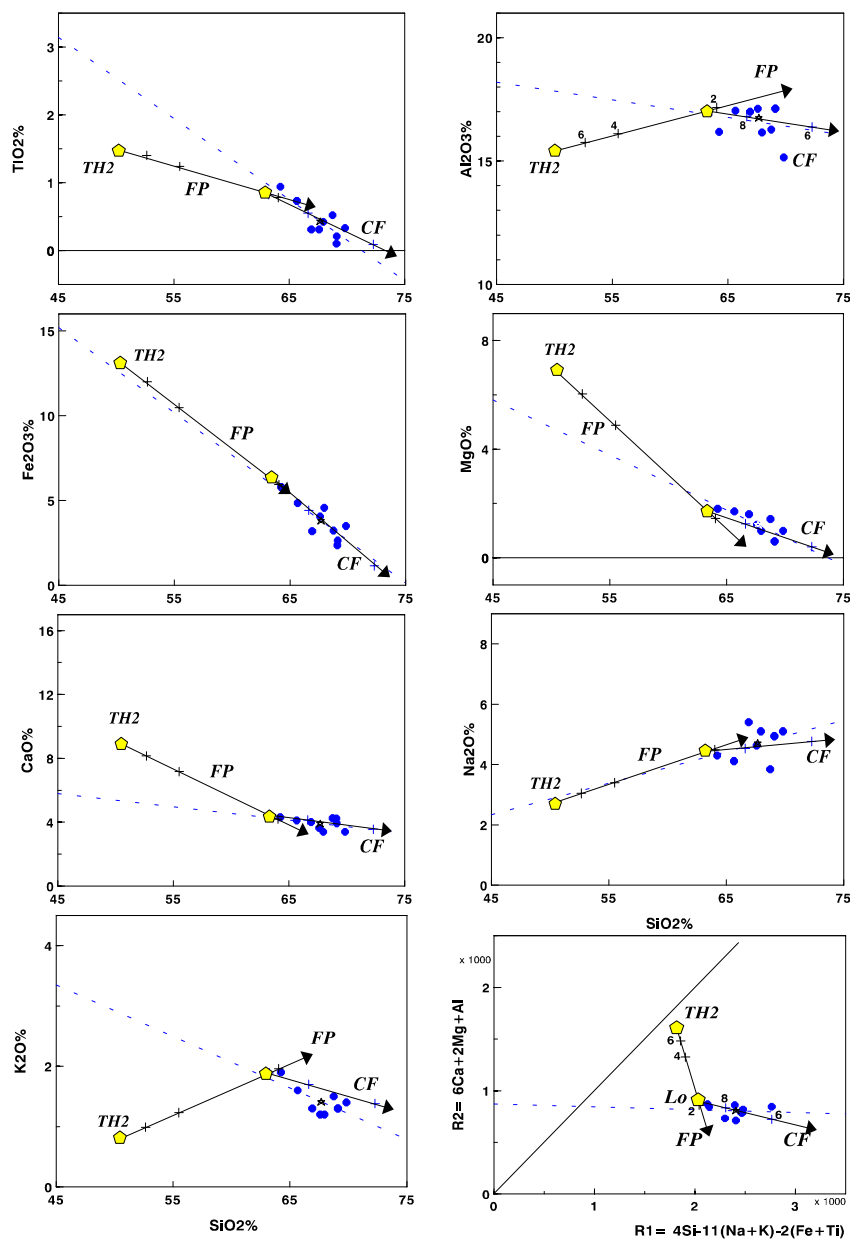 TiO2%
3
2
1
0
45 55 65 75
TH2
FP
CF
Al2O3%
20
15
10
45 55 65 75
TH2
6 4 2
FP
8 6
CF
Fe2O3%
15
10
5
0
45 55 65 75
TH2
FP
CF
MgO%
8
4
0
45 55 65 75
TH2
FP
CF
CaO%
16
12
8
4
0
45 55 65 75
TH2
FP
CF
Na2O%
8
6
4
2
0
45 55 65 75
TH2
FP
CF
SiO2%
K2O%
4
2
0
45 55 65 75
TH2
FP
CF
SiO2%
R2= 6Ca+2Mg+Al
x 1000
2
1
0
0 1 2 3
x 1000
TH2
6
4
Lo
2
8
6
FP
CF
R1= 4Si-11(Na+K)-2(Fe+Ti)